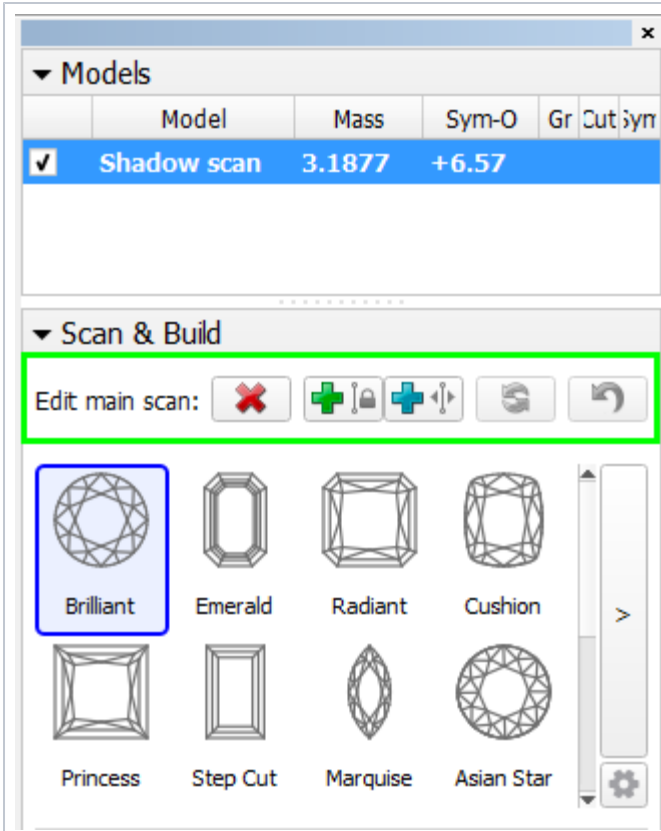 Models
Model Mass Sym-O Gr Cut Sym
Shadow scan 3.1877 +6.57
Scan & Build
Edit main scan:
Brilliant Emerald Radiant Cushion
>
Princess Step Cut Marquise Asian Star